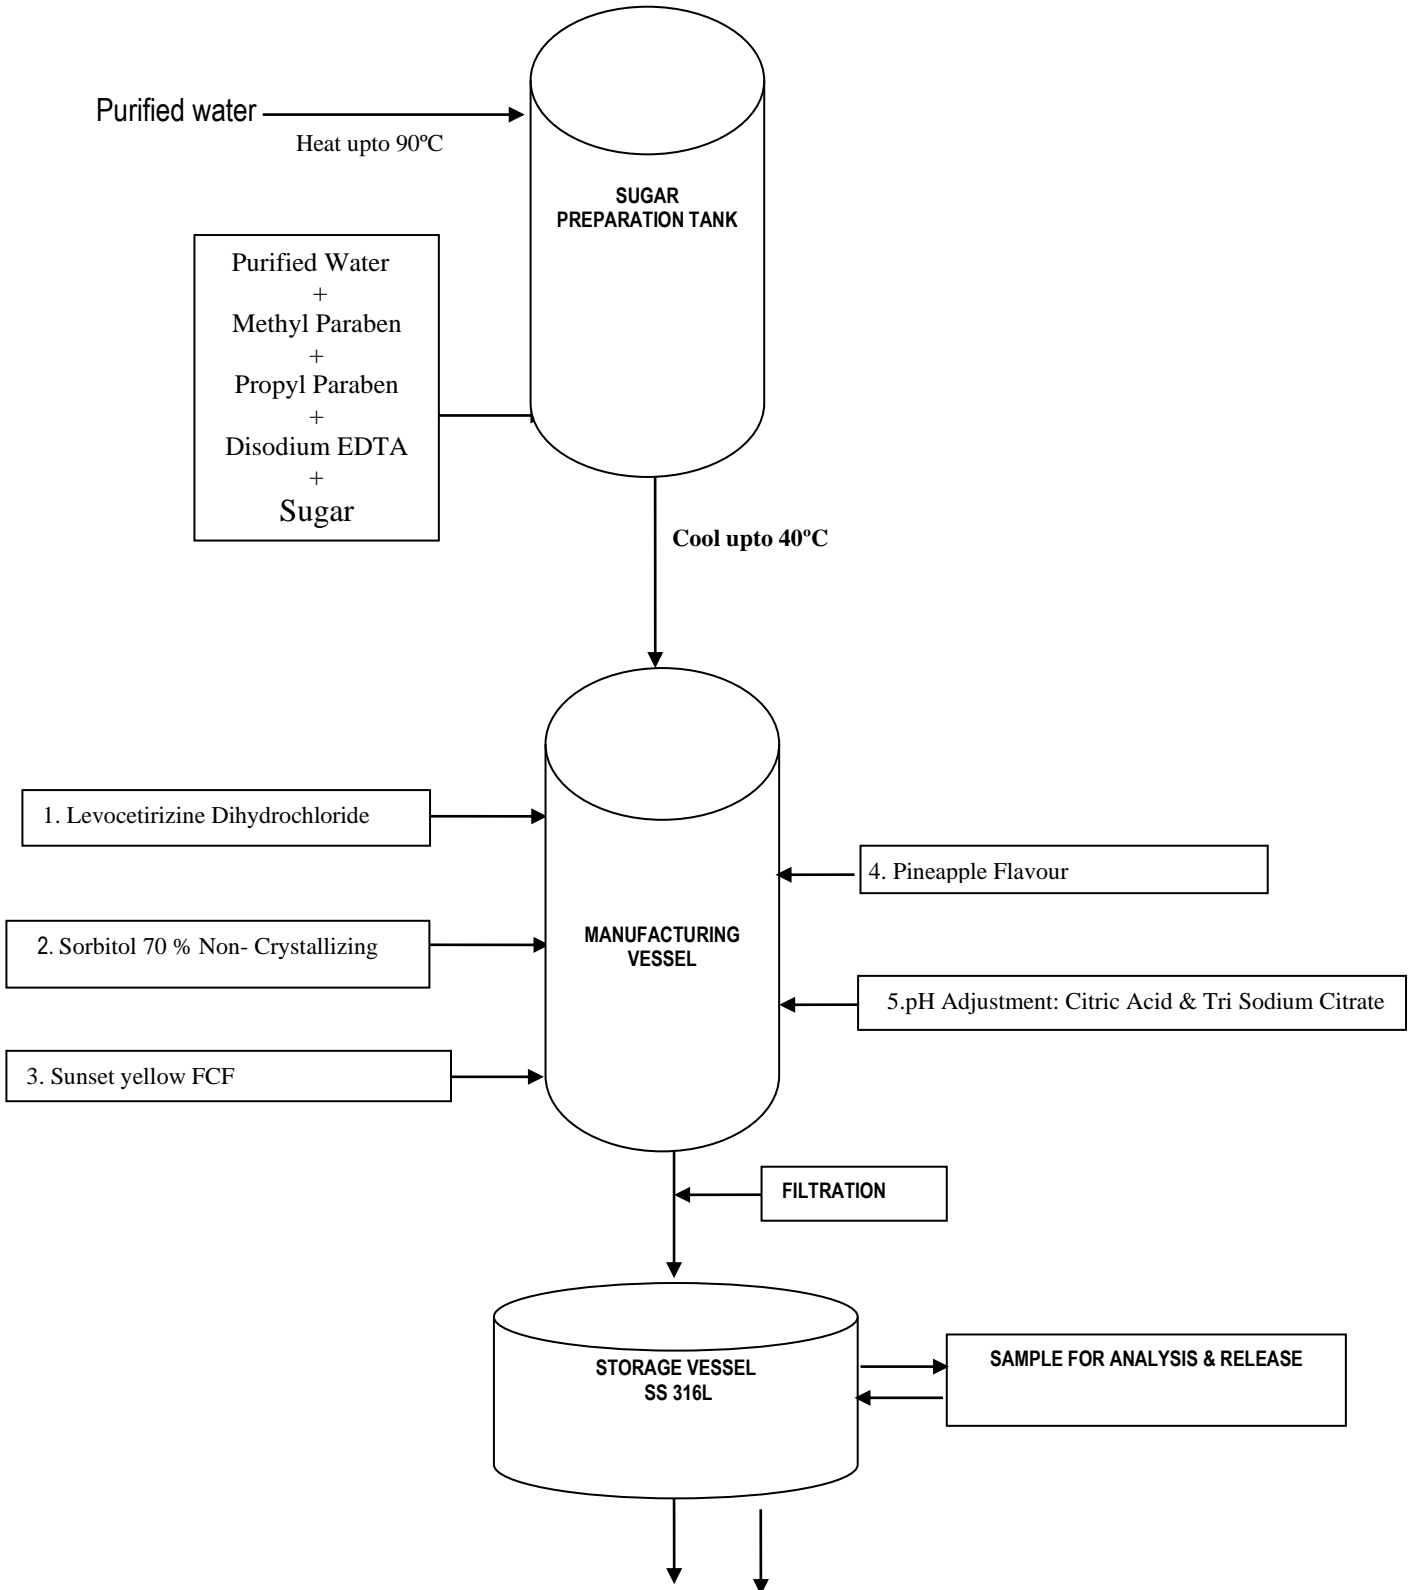 Purified water
Heat upto 90ºC
SUGAR
PREPARATION TANK
Purified Water
+
Methyl Paraben
+
Propyl Paraben
+
Disodium EDTA
+
Sugar
Cool upto 40ºC
1. Levocetirizine Dihydrochloride
4. Pineapple Flavour
2. Sorbitol 70 % Non- Crystallizing
MANUFACTURING
VESSEL
5.pH Adjustment: Citric Acid & Tri Sodium Citrate
3. Sunset yellow FCF
FILTRATION
STORAGE VESSEL
SS 316L
SAMPLE FOR ANALYSIS & RELEASE